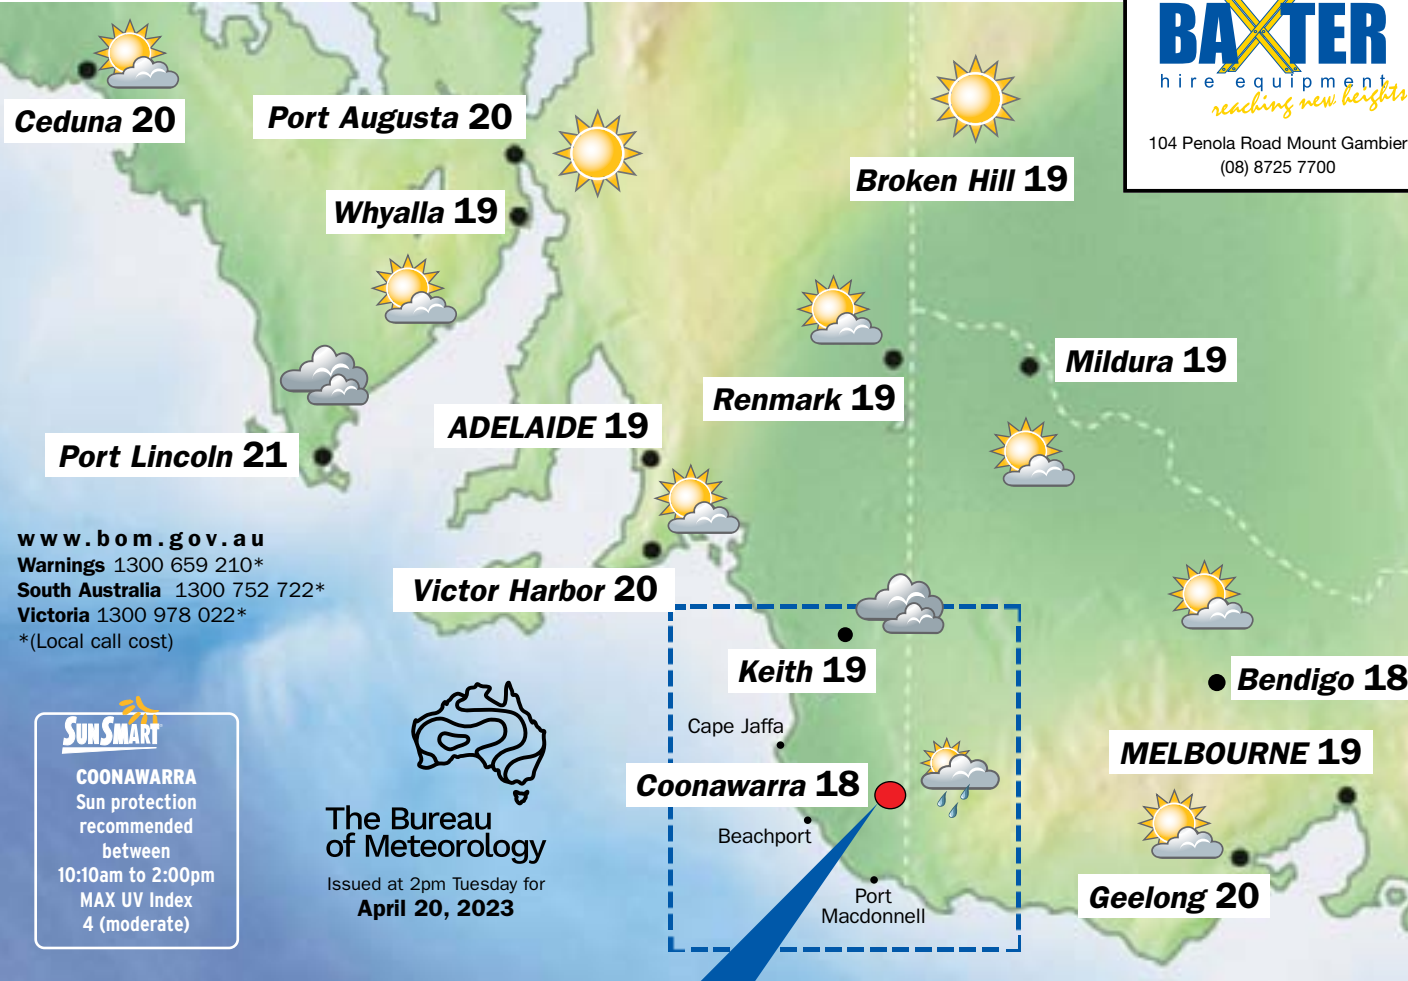 BAXTER
hire equipment
reaching new heights
104 Penola Road Mount Gambier
(08) 8725 7700
Ceduna 20
Port Augusta 20
Whyalla 19
Broken Hill 19
Renmark 19
Mildura 19
ADELAIDE 19
Port Lincoln 21
Victor Harbor 20
www.bom.gov.au
Warnings 1300 659 210*
South Australia 1300 752 722*
Victoria 1300 978 022*
*(Local call cost)
Keith 19
Bendigo 18
Cape Jaffa
MELBOURNE 19
Coonawarra 18
Beachport
Port
Macdonnell
Geelong 20
SUNSMART
COONAWARRA
Sun protection
recommended
between
10:10am to 2:00pm
MAX UV Index
4 (moderate)
The Bureau
of Meteorology
Issued at 2pm Tuesday for
April 20, 2023